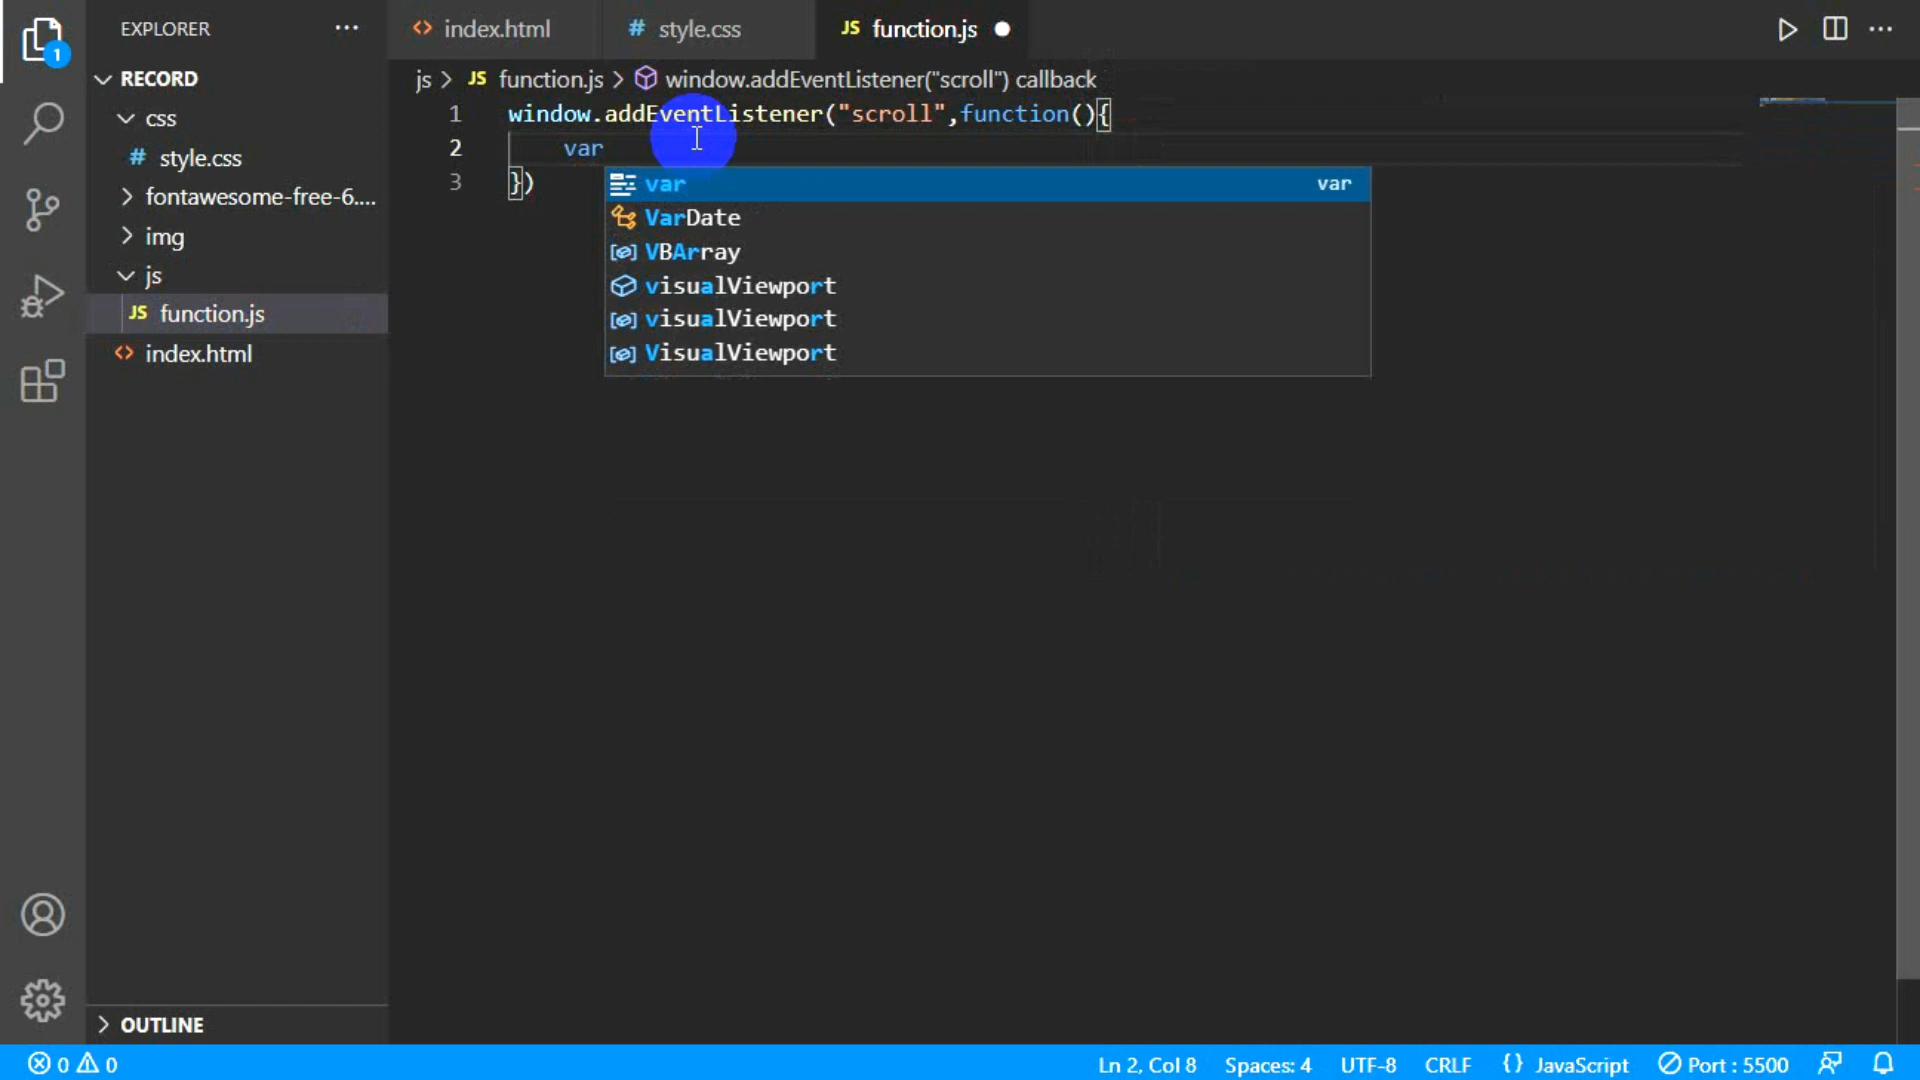 EXPLORER
index.html
# style.css
JS function.js
1
RECORD
js > JS function.js > window.addEventListener("scroll") callback
css
1 window.addEventListener("scroll",function(){
# style.css
2 var
fontawesome-free-6....
3 })
var var
VarDate
img
VBArray
js
visualViewport
JS function.js
visualViewport
index.html
VisualViewport
OUTLINE
0 0
Ln 2, Col 8
Spaces: 4
UTF-8
CRLF
{} JavaScript
Port : 5500